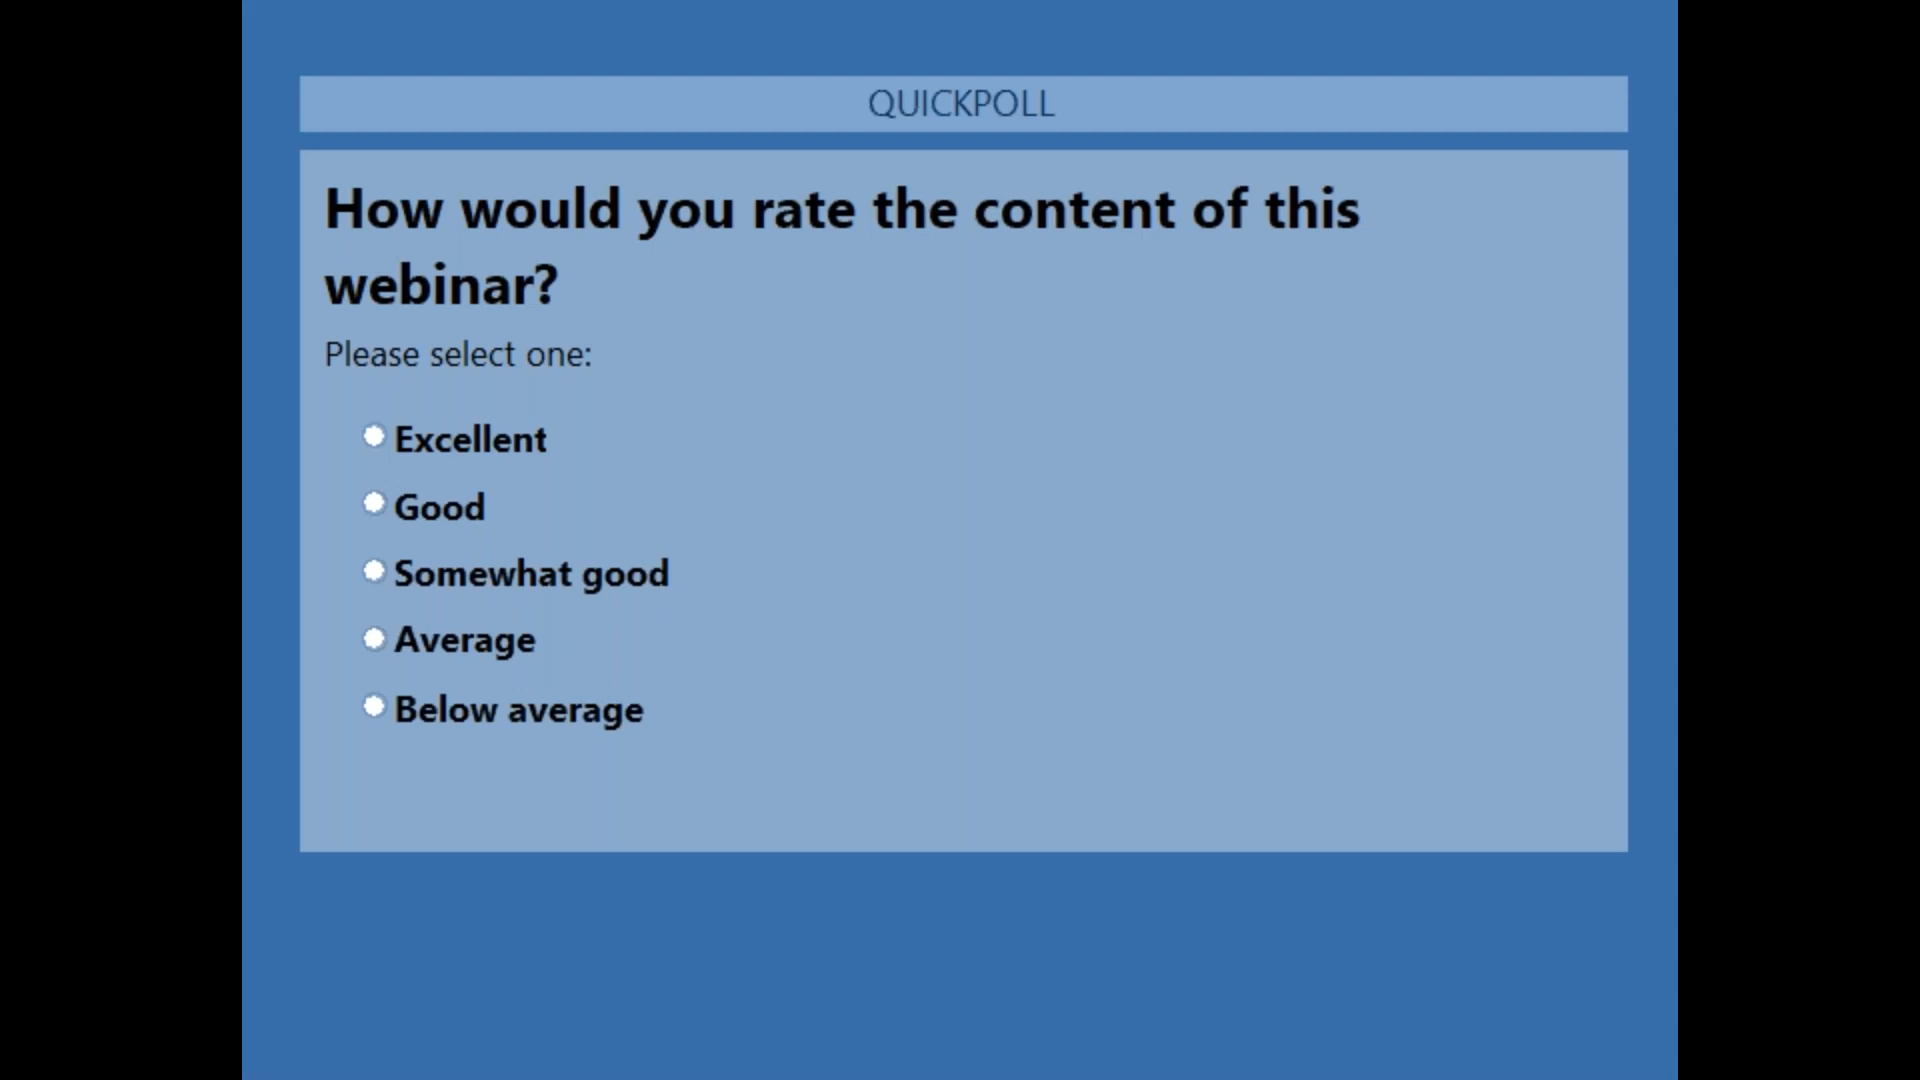 QUICKPOLL
How would you rate the content of this
webinar?
Please select one:
Excellent
Good
Somewhat good
Average
Below average